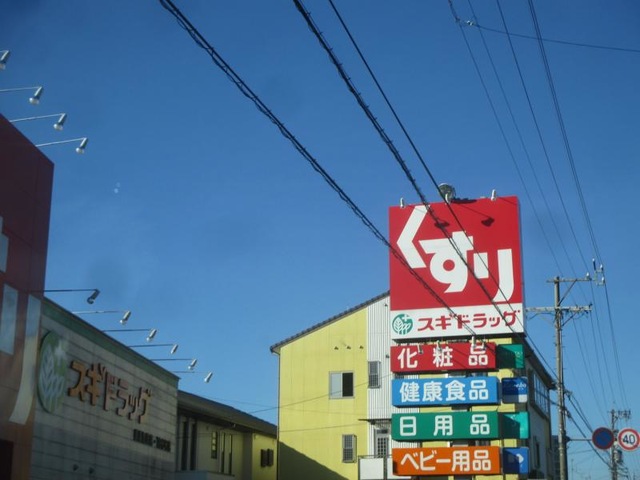 くすり
スギドラッグ
化粧品
健康食品
日用品
ベビー用品
スギドラッグ
40